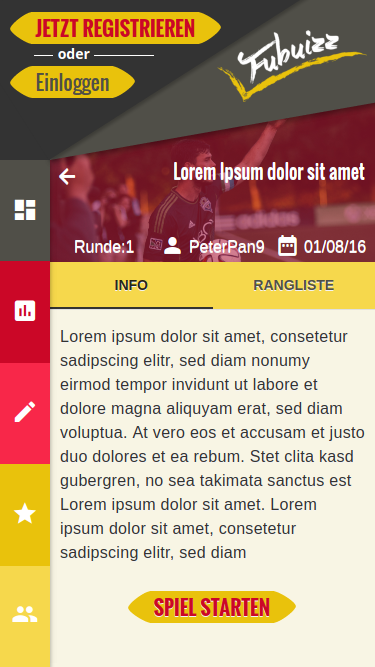 JETZT REGISTRIEREN
oder
Einloggen
Fubuizz
Lorem Ipsum dolor sit amet
Runde:1
PeterPan9
01/08/16
INFO
RANGLISTE
Lorem ipsum dolor sit amet, consetetur
sadipscing elitr, sed diam nonumy
eirmod tempor invidunt ut labore et
dolore magna aliquyam erat, sed diam
voluptua. At vero eos et accusam et justo
duo dolores et ea rebum. Stet clita kasd
gubergren, no sea takimata sanctus est
Lorem ipsum dolor sit amet. Lorem
ipsum dolor sit amet, consetetur
sadipscing elitr, sed diam
SPIEL STARTEN